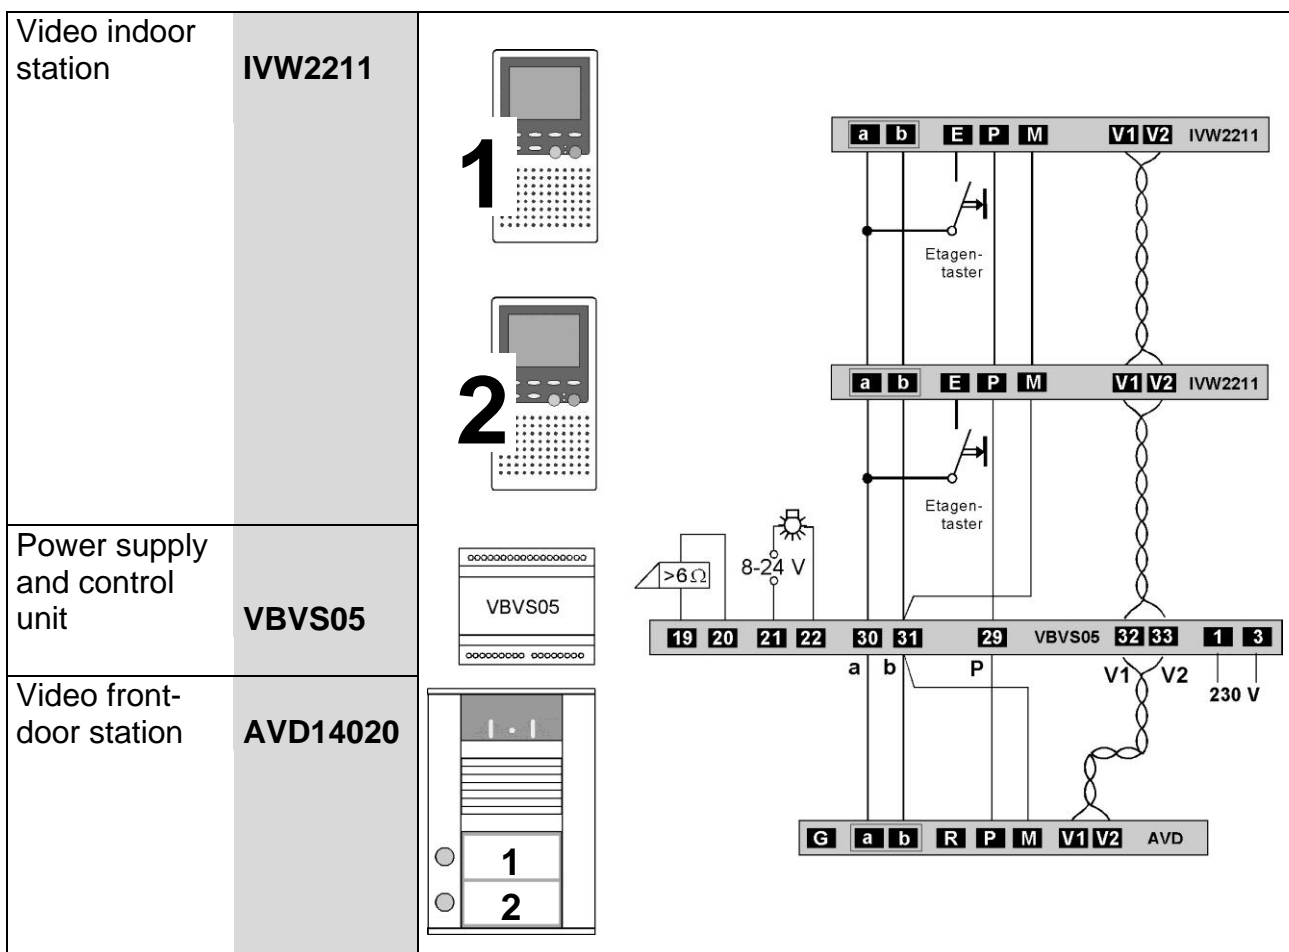 Video indoor
station
IVW2211
1
2
a b E P M V1 V2 IVW2211
Etagen-
taster
a b E P M V1 V2 IVW2211
Etagen-
taster
Power supply
and control
unit
VBVS05
VBVS05
>6Ω
8-24 V
19 20 21 22 30 31 29 VBVS05 32 33 1 3
a b P V1 V2
230 V
Video front-
door station
AVD14020
1
2
G a b R P M V1 V2 AVD